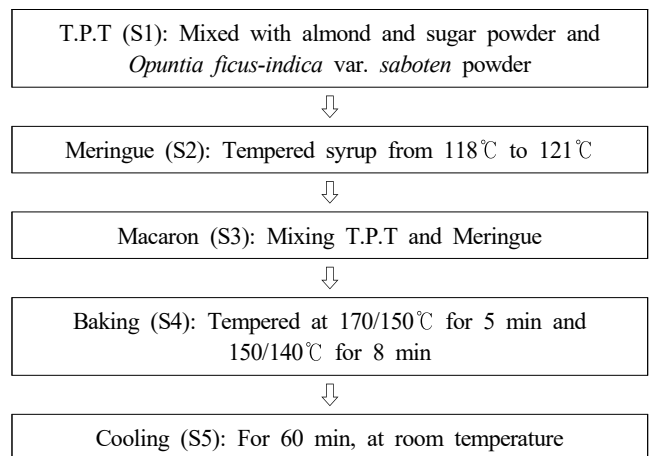 T.P.T (S1): Mixed with almond and sugar powder and
Opuntia ficus-indica var. saboten powder
⇩
Meringue (S2): Tempered syrup from 118℃ to 121℃
⇩
Macaron (S3): Mixing T.P.T and Meringue
⇩
Baking (S4): Tempered at 170/150℃ for 5 min and
150/140℃ for 8 min
⇩
Cooling (S5): For 60 min, at room temperature